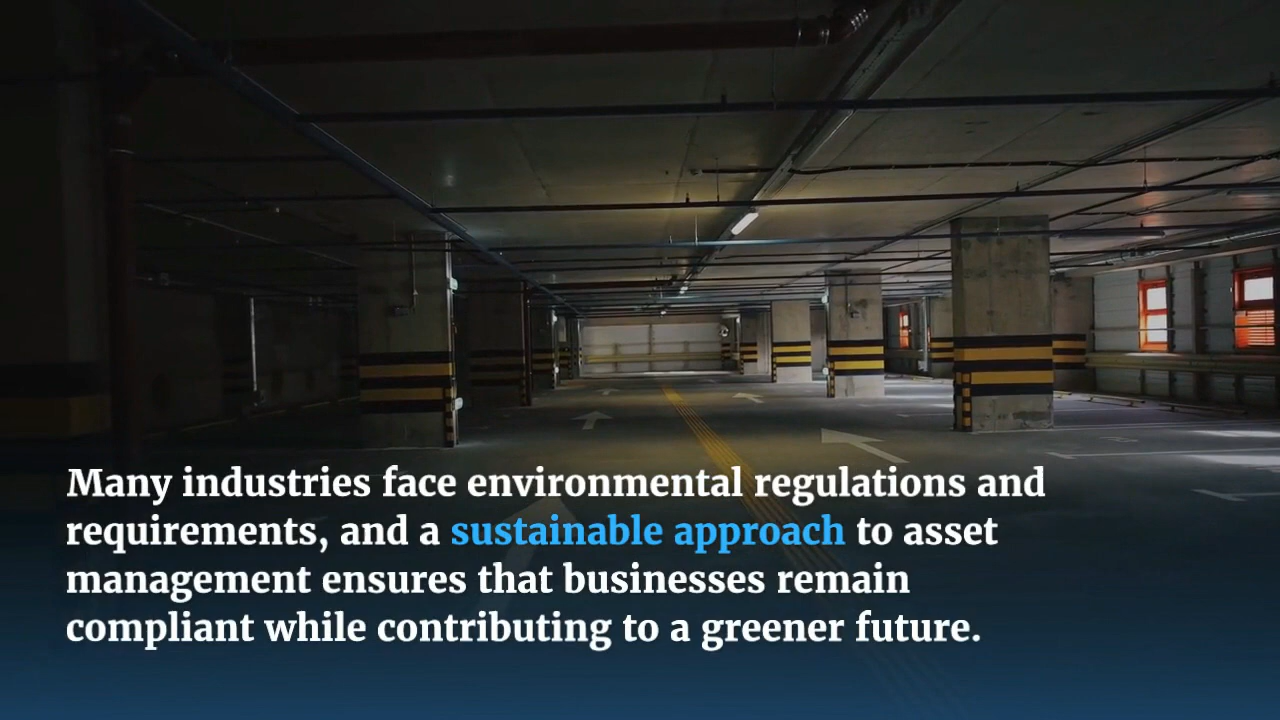 Many industries face environmental regulations and
requirements, and a sustainable approach to asset
management ensures that businesses remain
compliant while contributing to a greener future.